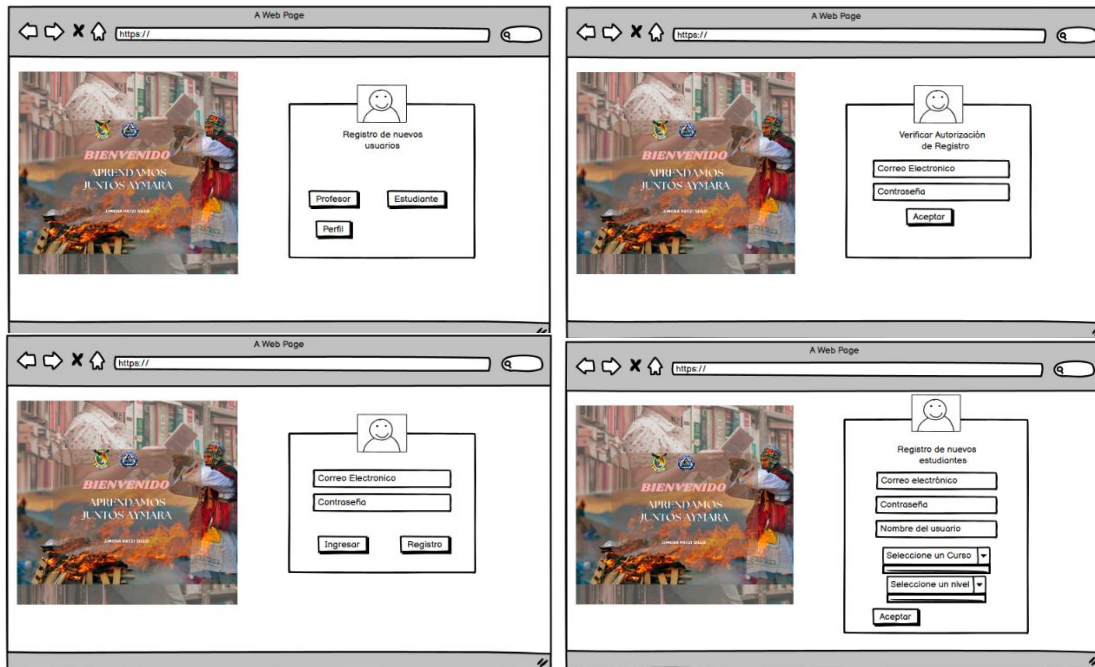 A Web Page
https://
BIENVENIDO
APRENDAMOS
JUNTOS AYMARA
Registro de nuevos
usuarios
Profesor
Estudiante
Perfil
A Web Page
https://
BIENVENIDO
APRENDAMOS
JUNTOS AYMARA
Verificar Autorización
de Registro
Correo Electronico
Contraseña
Aceptar
A Web Page
https://
BIENVENIDO
APRENDAMOS
JUNTOS AYMARA
Correo Electronico
Contraseña
Ingresar
Registro
A Web Page
https://
BIENVENIDO
APRENDAMOS
JUNTOS AYMARA
Registro de nuevos
estudiantes
Correo electrónico
Contraseña
Nombre del usuario
Seleccione un Curso
Seleccione un nivel
Aceptar